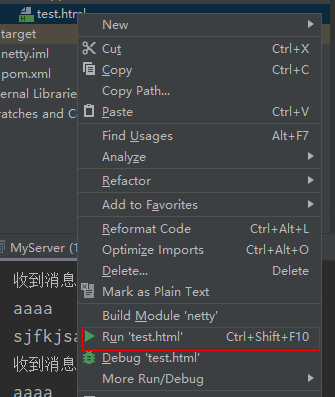 test.html
target
netty.iml
pom.xml
ernal Librarie
ratches and Co
MyServer (1
收到消息
aaaa
sjfkjsa
收到消息
aaaa
New
Cut Ctrl+X
Copy Ctrl+C
Copy Path...
Paste Ctrl+V
Find Usages Alt+F7
Analyze
Refactor
Add to Favorites
Reformat Code Ctrl+Alt+L
Optimize Imports Ctrl+Alt+O
Delete... Delete
Mark as Plain Text
Build Module 'netty'
Run 'test.html' Ctrl+Shift+F10
Debug 'test.html'
More Run/Debug